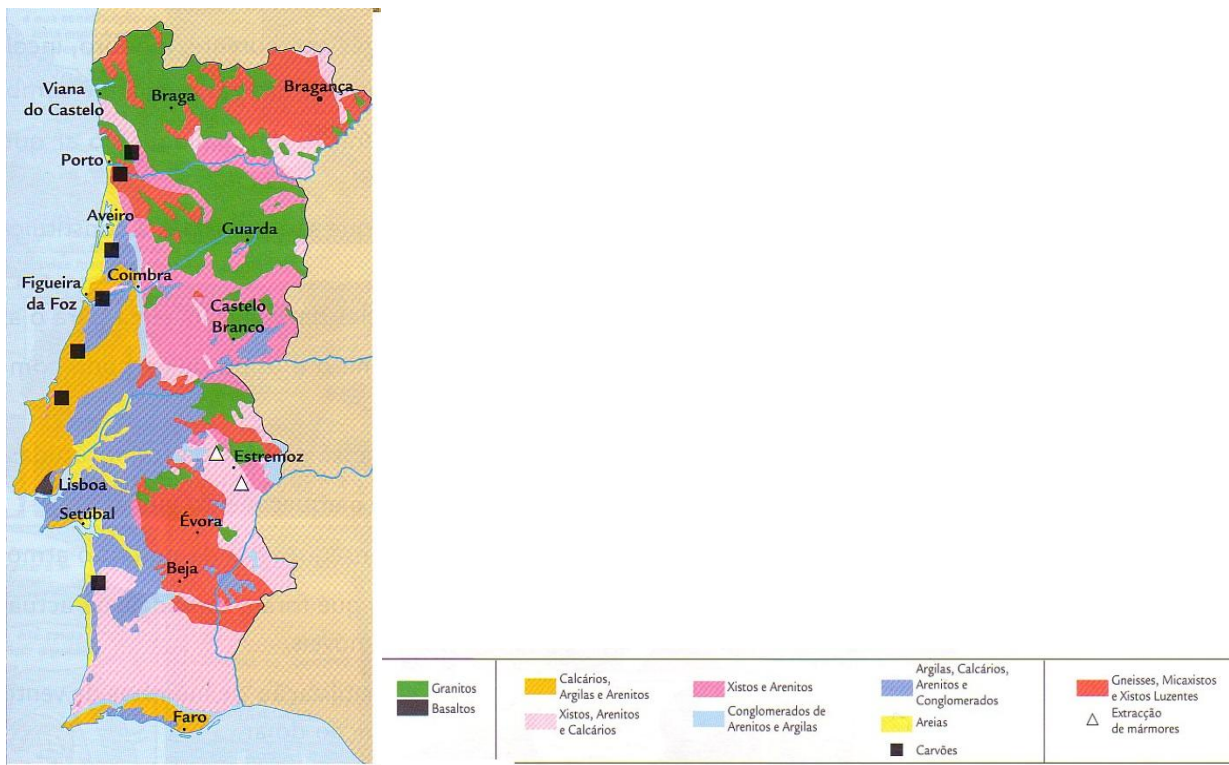 Viana
do Castelo
Braga
Bragança
Porto
Aveiro
Guarda
Figueira
da Foz
Coimbra
Castelo
Branco
Estremoz
Lisboa
Setúbal
Évora
Beja
Faro
Granitos
Basaltos
Calcários,
Argilas e Arenitos
Xistos, Arenitos
e Calcários
Xistos e Arenitos
Conglomerados de
Arenitos e Argilas
Argilas, Calcários,
Arenitos e
Conglomerados
Areias
Carvões
Gneisses, Micaxistos
e Xistos Luzentes
Extracção
de mármores